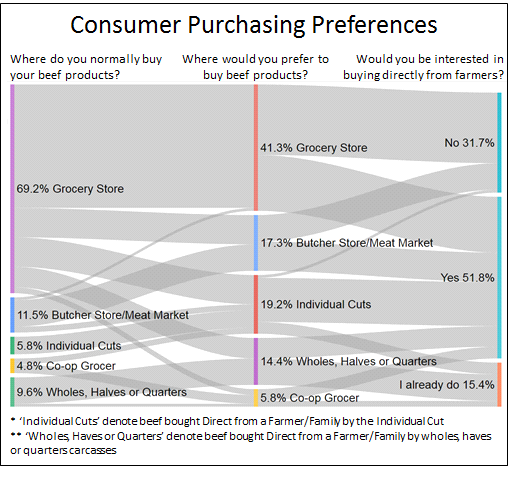 Consumer Purchasing Preferences
Where do you normally buy
your beef products?
Where would you prefer to
buy beef products?
Would you be interested in
buying directly from farmers?
69.2% Grocery Store
11.5% Butcher Store/Meat Market
5.8% Individual Cuts
4.8% Co-op Grocer
9.6% Wholes, Halves or Quarters
41.3% Grocery Store
17.3% Butcher Store/Meat Market
19.2% Individual Cuts
14.4% Wholes, Halves or Quarters
5.8% Co-op Grocer
No 31.7%
Yes 51.8%
I already do 15.4%
* ‘Individual Cuts’ denote beef bought Direct from a Farmer/Family by the Individual Cut
** ‘Wholes, Haves or Quarters’ denote beef bought Direct from a Farmer/Family by wholes, haves
or quarters carcasses